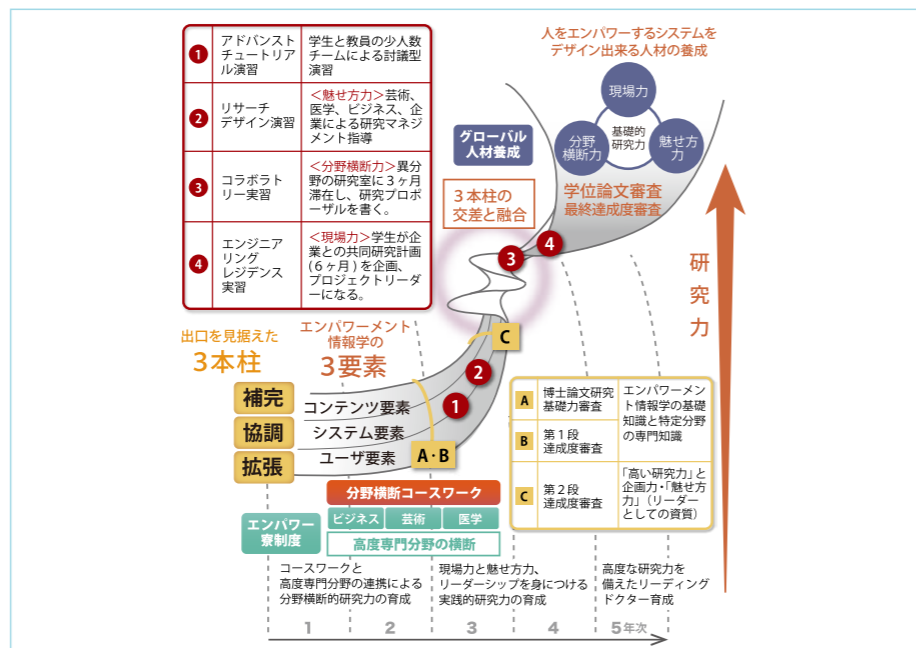 1
アドバンスト
チュートリア
ル演習
学生と教員の少人数
チームによる討議型
演習
2
リサーチ
デザイン演習
＜魅せ方力＞芸術、
医学、ビジネス、企
業による研究マネジ
メント指導
3
コラボラト
リー実習
＜分野横断力＞異分
野の研究室に３ヶ月
滞在し、研究プロポ
ーザルを書く。
4
エンジニア
リング
レジデンス
実習
＜現場力＞学生が企
業との共同研究計画
(６ヶ月) を企画、
プロジェクトリーダ
ーになる。
人をエンパワーするシステムを
デザイン出来る人材の養成
現場力
分野
横断力
基礎的
研究力
魅せ方
力
グローバル
人材養成
３本柱の
交差と融合
学位論文審査
最終達成度審査
4
3
研究力
出口を見据えた
3本柱
エンパワーメント
情報学の
3要素
C
2
1
補完
協調
拡張
コンテンツ要素
システム要素
ユーザ要素
A・B
A
博士論文研究
基礎力審査
B
第１段
達成度審査
エンパワーメン
ト情報学の基礎
知識と特定分野
の専門知識
C
第２段
達成度審査
「高い研究力」と
企画力・「魅せ方
力」（リーダー
としての資質）
分野横断コースワーク
ビジネス
芸術
医学
高度専門分野の横断
エンパワー
寮制度
コースワークと
高度専門分野の連携による
分野横断的研究力の育成
現場力と魅せ方力、
リーダーシップを身につける
実践的研究力の育成
高度な研究力を
備えたリーディング
ドクター育成
1 2 3 4 5年次